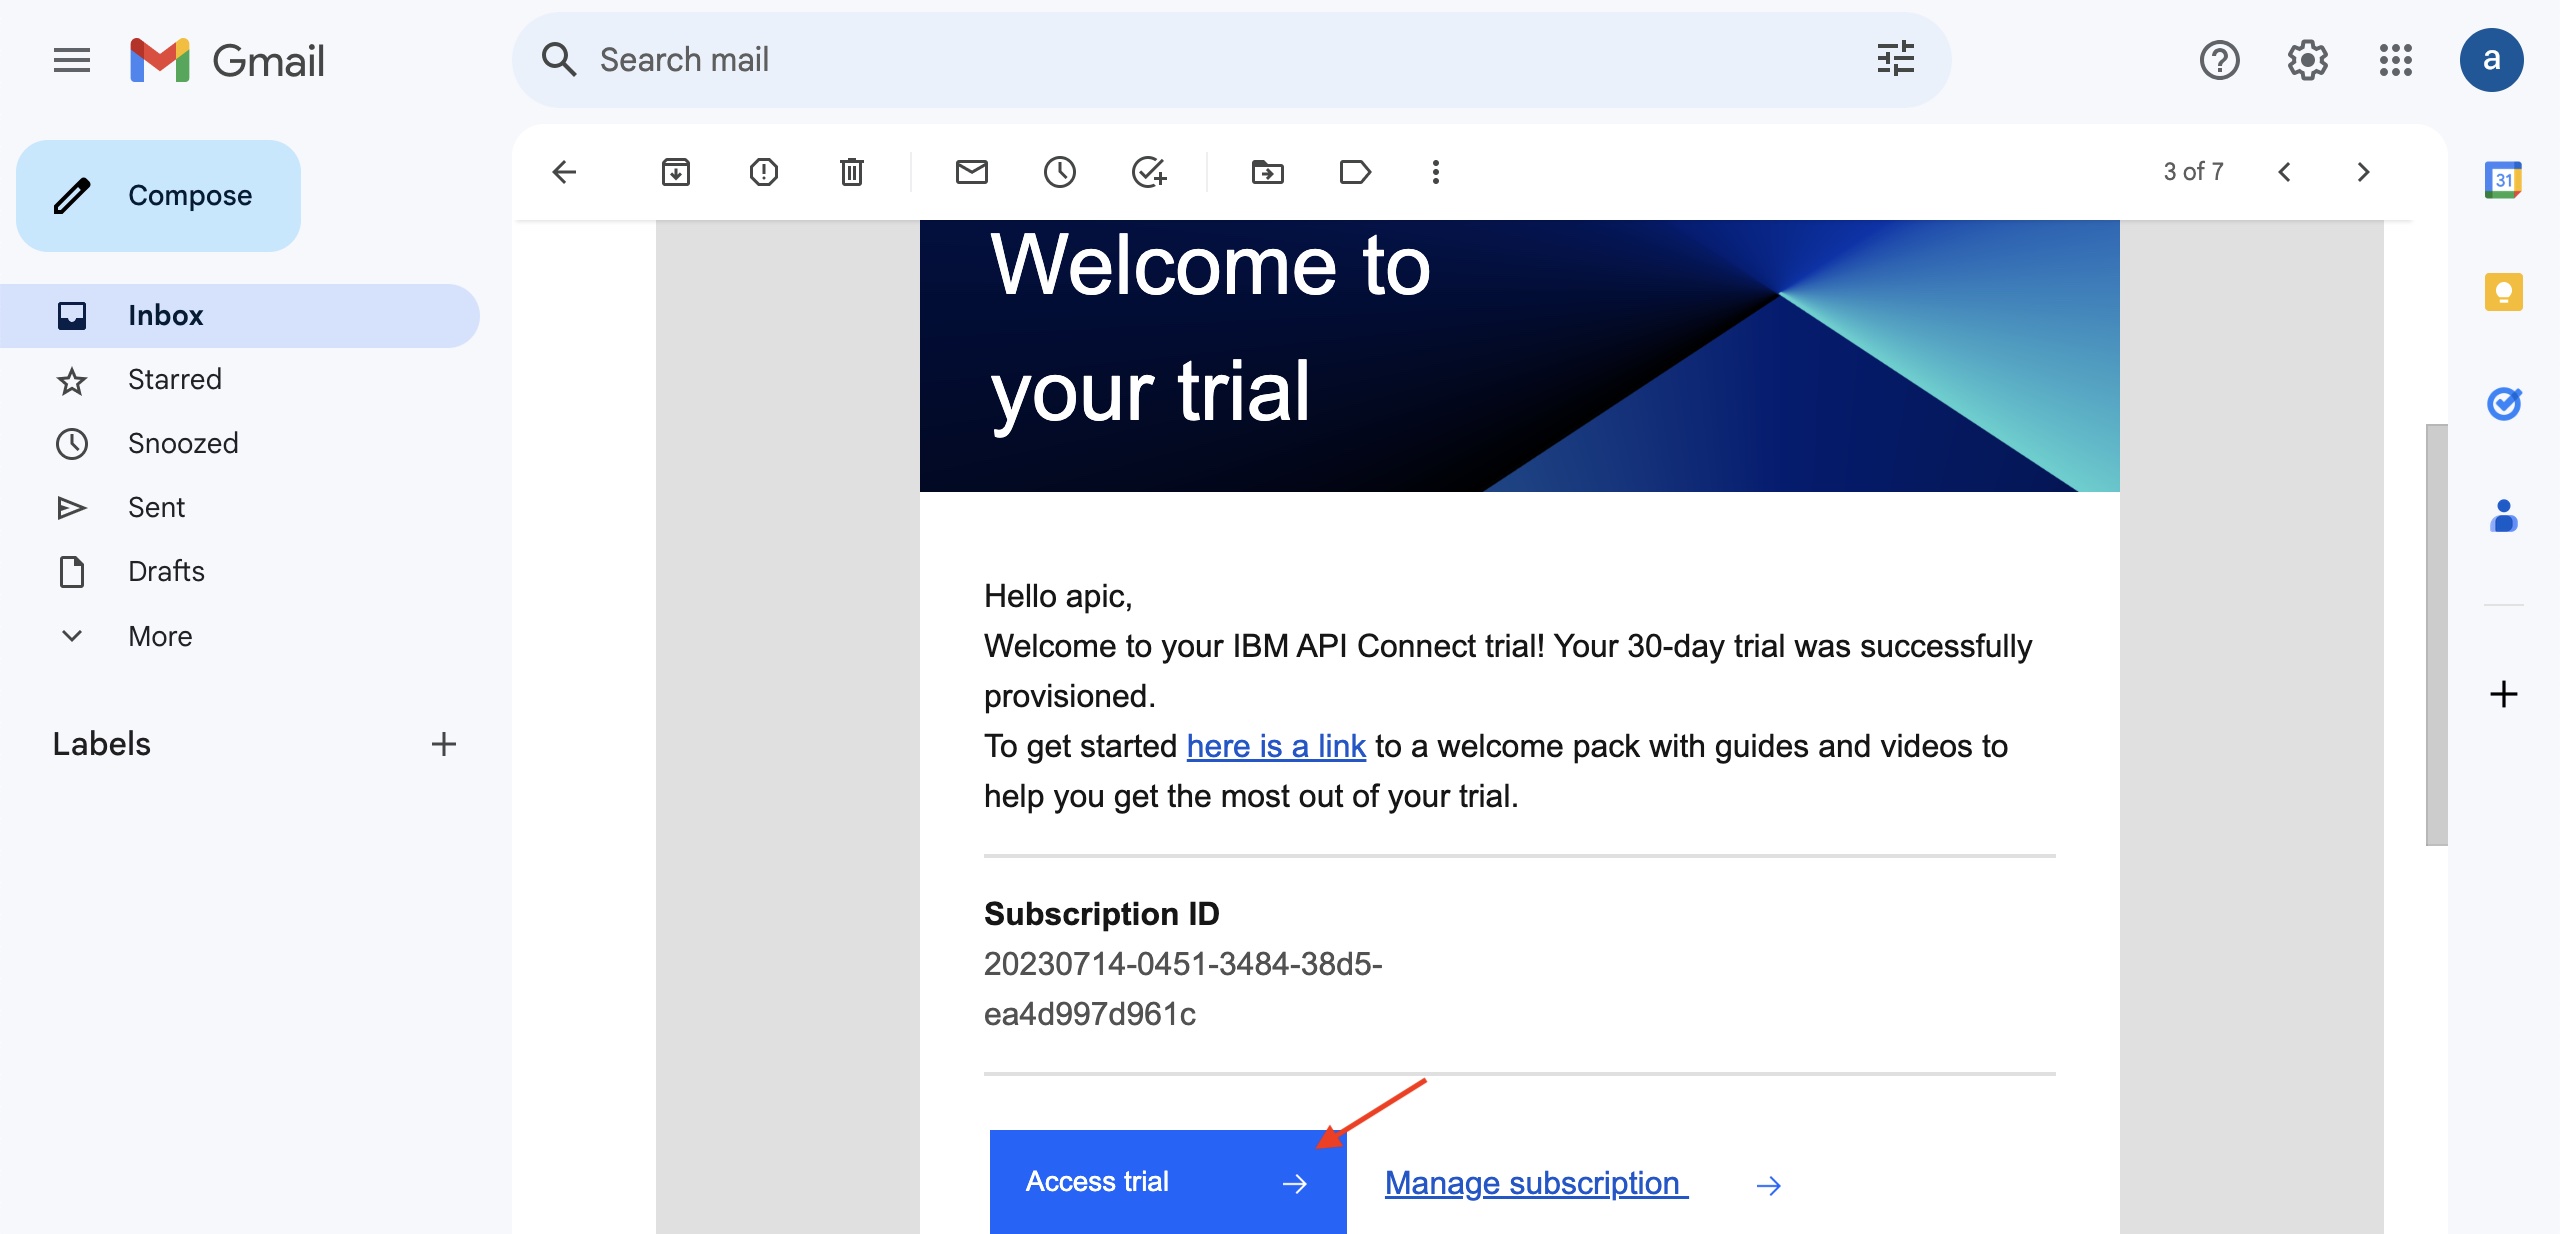 Gmail
Search mail
a
Compose
3 of 7
31
Inbox
Starred
Snoozed
Sent
Drafts
More
Labels
Welcome to
your trial
Hello apic,
Welcome to your IBM API Connect trial! Your 30-day trial was successfully
provisioned.
To get started here is a link to a welcome pack with guides and videos to
help you get the most out of your trial.
Subscription ID
20230714-0451-3484-38d5-
ea4d997d961c
Access trial
Manage subscription